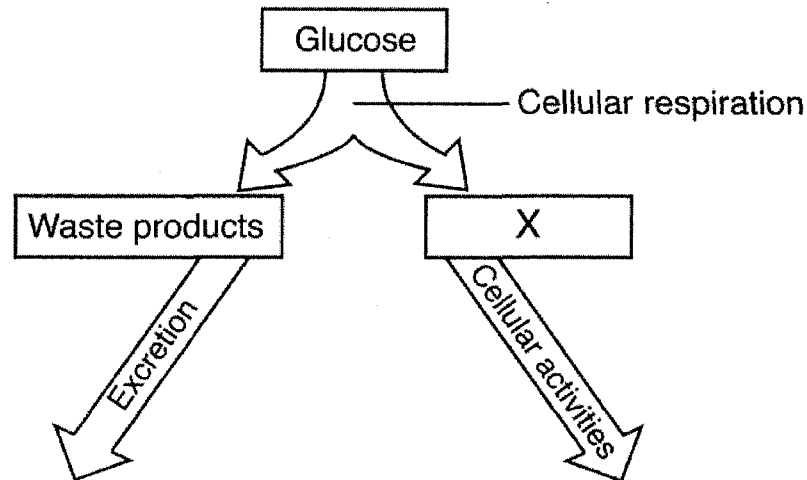 Glucose
Cellular respiration
Waste products
X
Excretion
Cellular activities